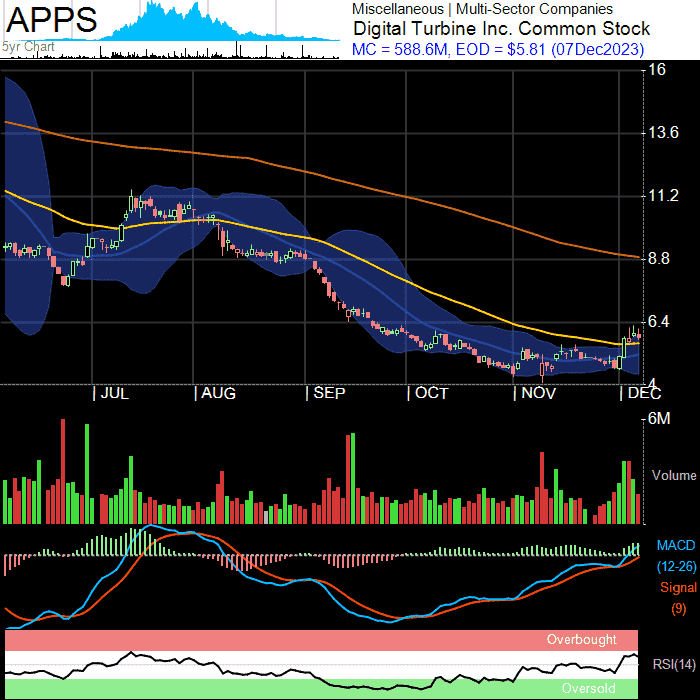 APPS
5yr Chart
Miscellaneous | Multi-Sector Companies
Digital Turbine Inc. Common Stock
MC = 588.6M, EOD = $5.81 (07Dec2023)
16
13.6
11.2
8.8
6.4
4
JUL AUG SEP OCT NOV DEC
6M
Volume
MACD
(12-26)
Signal
(9)
Overbought
RSI(14)
Oversold